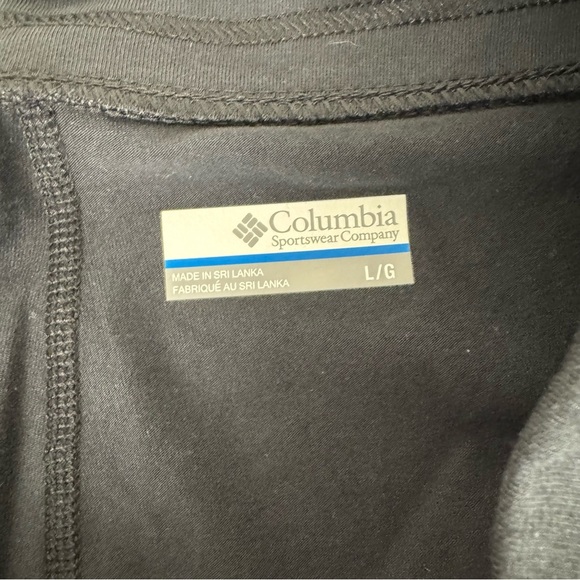 Columbia
Sportswear Company
MADE IN SRI LANKA
FABRIQUÉ AU SRI LANKA
L/G